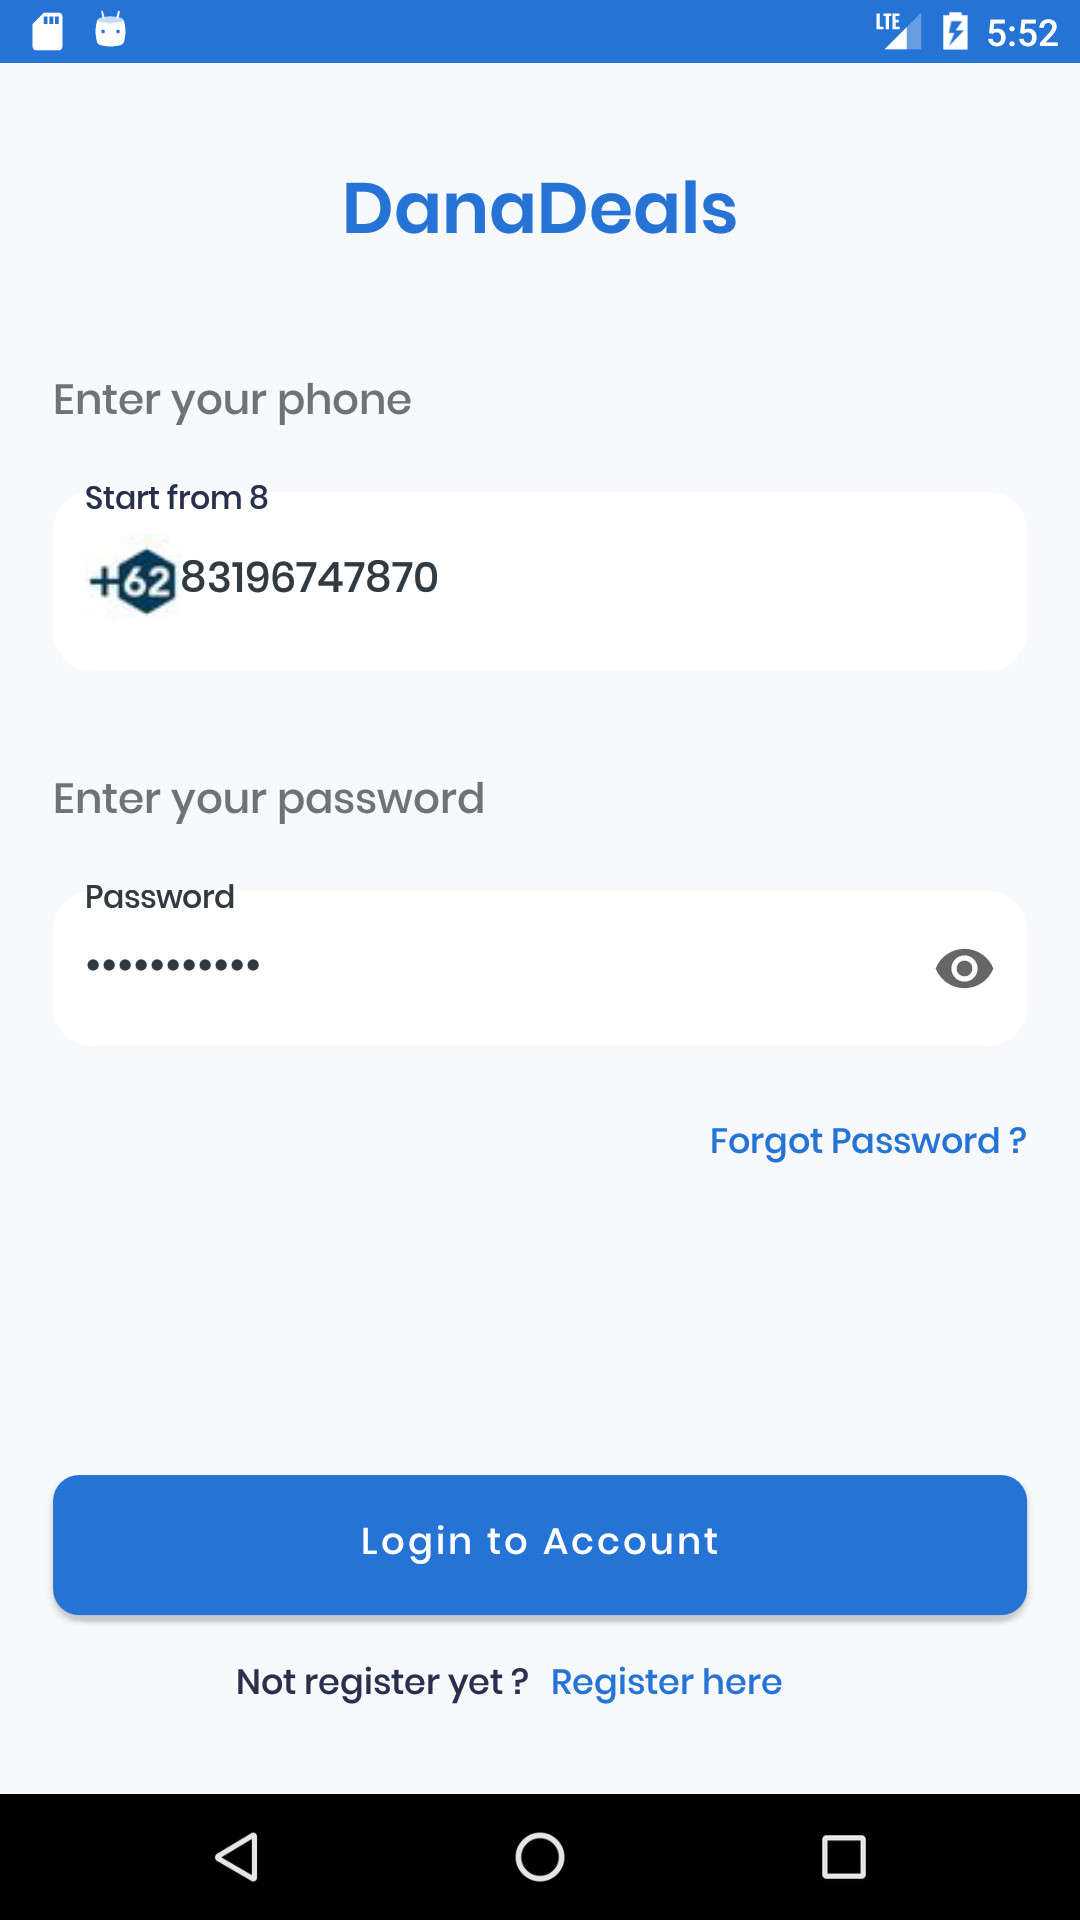 LTE 5:52
DanaDeals
Enter your phone
Start from 8
+62 83196747870
Enter your password
Password
•••••••••••
Forgot Password ?
Login to Account
Not register yet ? Register here